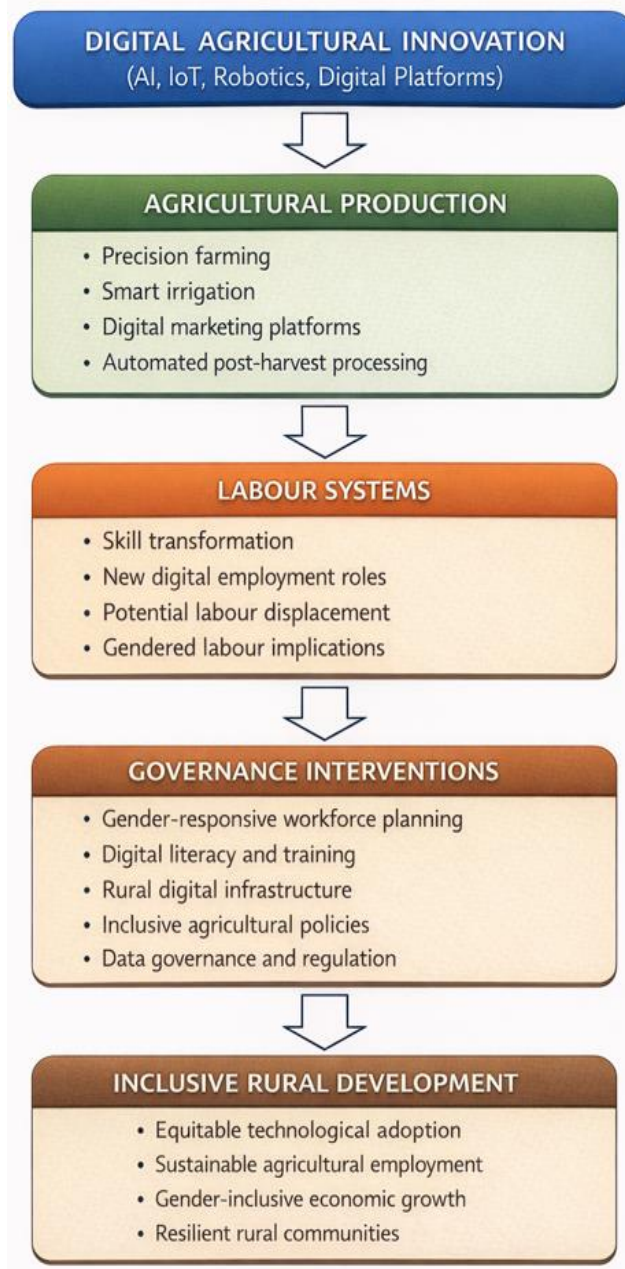 DIGITAL AGRICULTURAL INNOVATION
(AI, IoT, Robotics, Digital Platforms)
AGRICULTURAL PRODUCTION
• Precision farming
• Smart irrigation
• Digital marketing platforms
• Automated post-harvest processing
LABOUR SYSTEMS
• Skill transformation
• New digital employment roles
• Potential labour displacement
• Gendered labour implications
GOVERNANCE INTERVENTIONS
• Gender-responsive workforce planning
• Digital literacy and training
• Rural digital infrastructure
• Inclusive agricultural policies
• Data governance and regulation
INCLUSIVE RURAL DEVELOPMENT
• Equitable technological adoption
• Sustainable agricultural employment
• Gender-inclusive economic growth
• Resilient rural communities